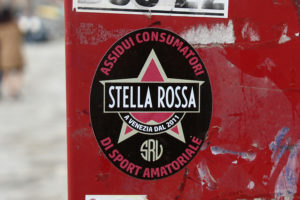 ASSIDUI CONSUMATORI
STELLA ROSSA
A VENEZIA DAL 2011
SRV
DI SPORT AMATORIALE